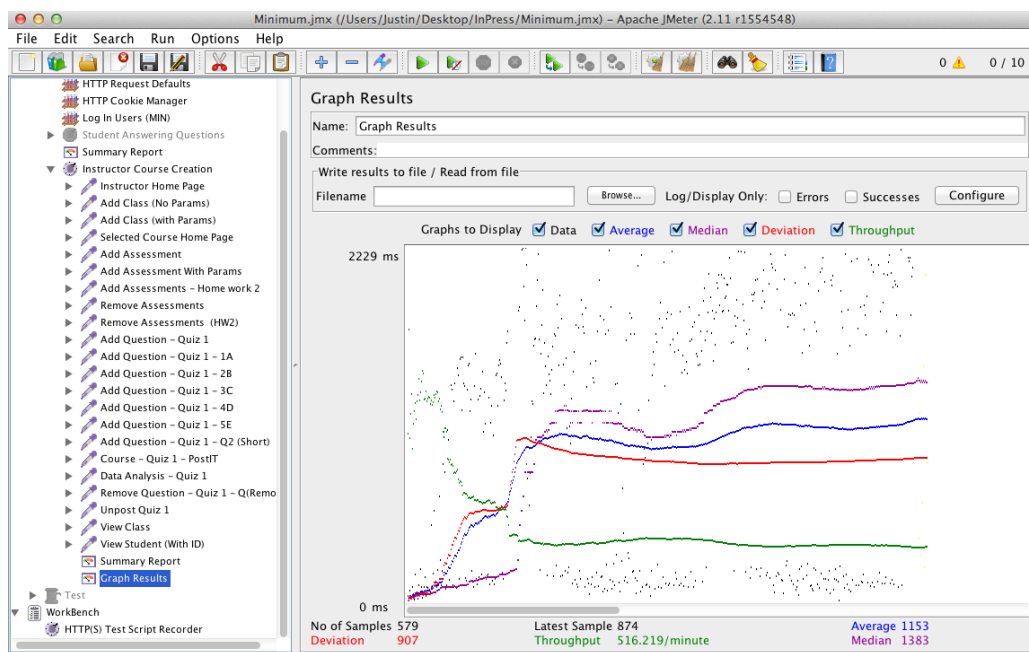 Minimum.jmx (/Users/Justin/Desktop/InPress/Minimum.jmx) – Apache JMeter (2.11 r1554548)
File Edit Search Run Options Help
0 0 / 10
HTTP Request Defaults
HTTP Cookie Manager
Log In Users (MIN)
Student Answering Questions
Summary Report
Instructor Course Creation
Instructor Home Page
Add Class (No Params)
Add Class (with Params)
Selected Course Home Page
Add Assessment
Add Assessment With Params
Add Assessments – Home work 2
Remove Assessments
Remove Assessments (HW2)
Add Question – Quiz 1
Add Question – Quiz 1 – 1A
Add Question – Quiz 1 – 2B
Add Question – Quiz 1 – 3C
Add Question – Quiz 1 – 4D
Add Question – Quiz 1 – 5E
Add Question – Quiz 1 – Q2 (Short)
Course – Quiz 1 – PostIT
Data Analysis – Quiz 1
Remove Question – Quiz 1 – Q(Remo
Unpost Quiz 1
View Class
View Student (With ID)
Summary Report
Graph Results
Test
WorkBench
HTTP(S) Test Script Recorder
Graph Results
Name: Graph Results
Comments:
Write results to file / Read from file
Filename Browse... Log/Display Only: Errors Successes Configure
Graphs to Display Data Average Median Deviation Throughput
2229 ms
0 ms
No of Samples 579 Latest Sample 874 Average 1153
Deviation 907 Throughput 516.219/minute Median 1383